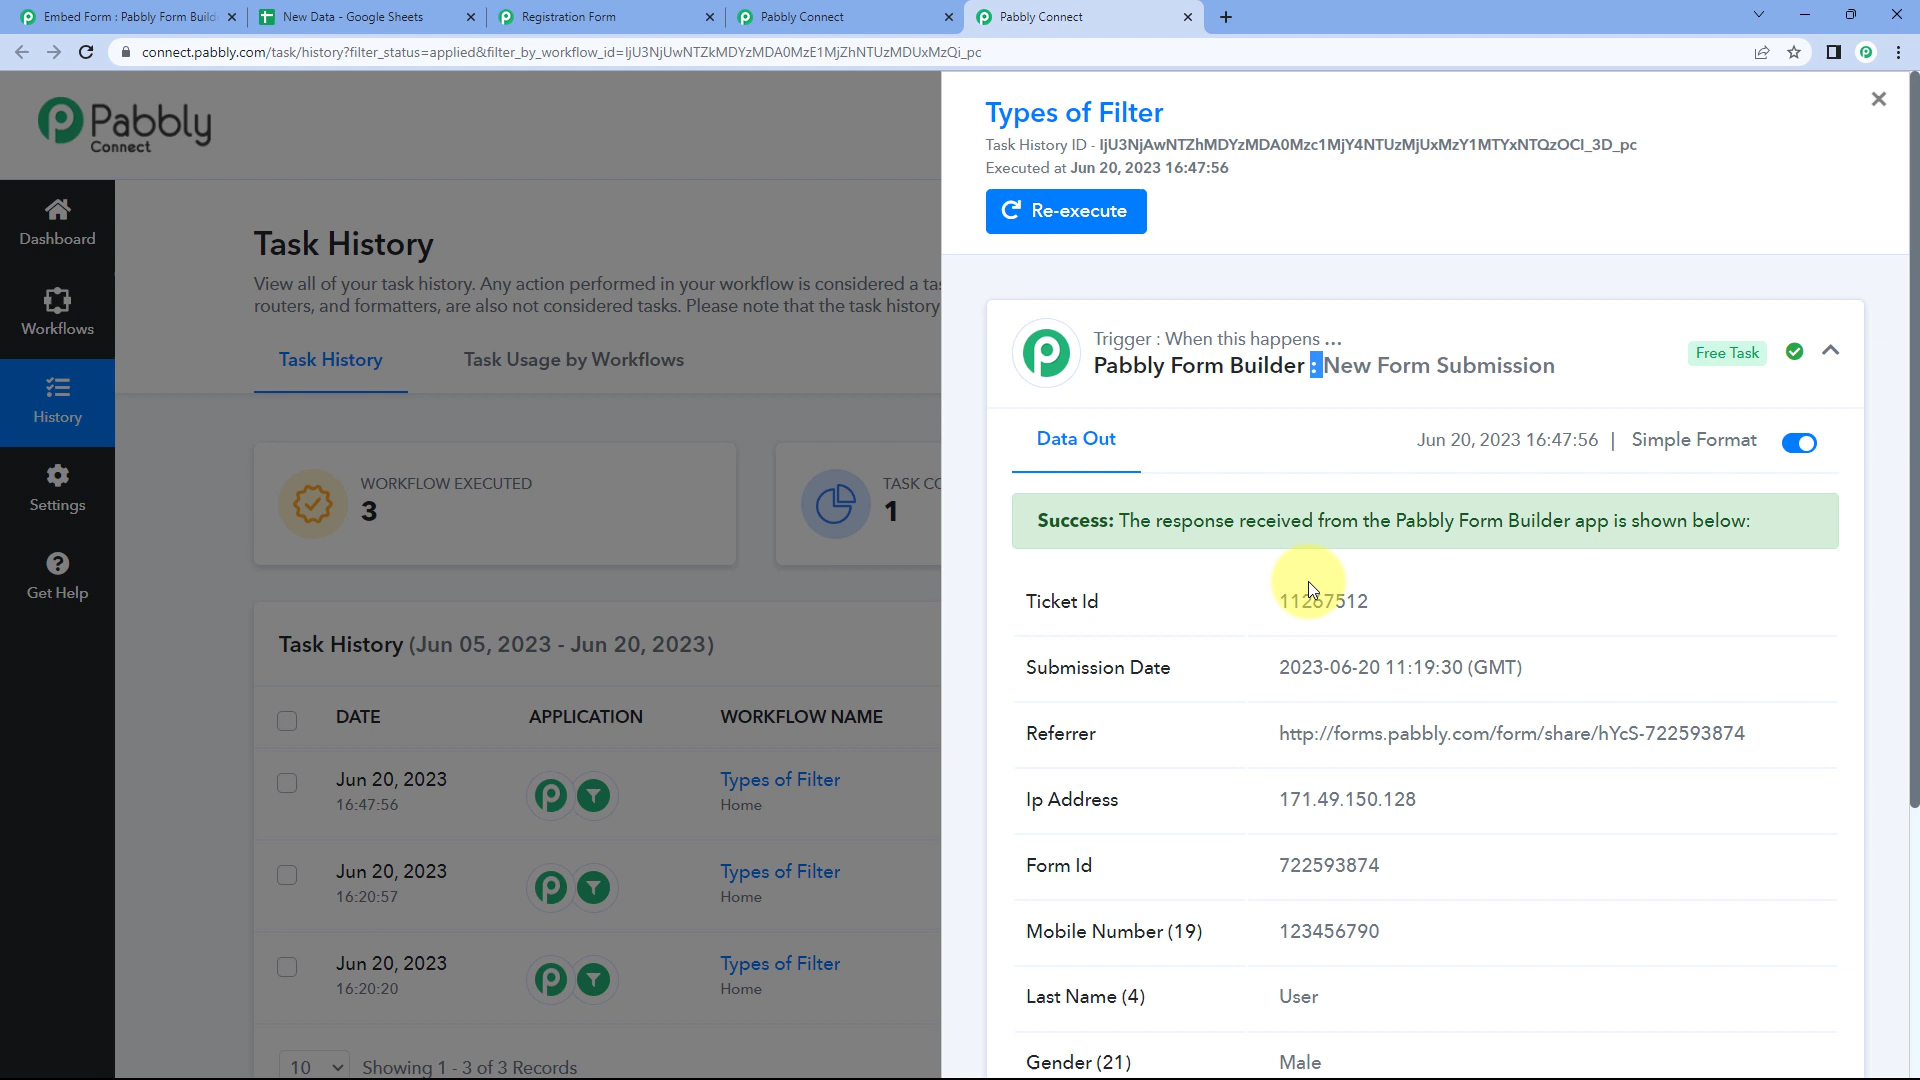 Embed Form : Pabbly Form Build
New Data - Google Sheets
Registration Form
Pabbly Connect
Pabbly Connect
connect.pabbly.com/task/history?filter_status=applied&filter_by_workflow_id=IjU3NjUwNTZkMDYzMDA0MzE1MjZhNTUzMDUxMzQi_pc
Pabbly
Connect
Dashboard
Workflows
History
Settings
Get Help
Task History
View all of your task history. Any action performed in your workflow is considered a ta
routers, and formatters, are also not considered tasks. Please note that the task history
Task History
Task Usage by Workflows
WORKFLOW EXECUTED
3
TASK CO
1
Task History (Jun 05, 2023 - Jun 20, 2023)
DATE APPLICATION WORKFLOW NAME
Jun 20, 2023 Types of Filter
16:47:56 Home
Jun 20, 2023 Types of Filter
16:20:57 Home
Jun 20, 2023 Types of Filter
16:20:20 Home
10 Showing 1 - 3 of 3 Records
Types of Filter
Task History ID - IjU3NjAwNTZhMDYzMDA0Mzc1MjY4NTUzMjUxMzY1MTYxNTQzOCI_3D_pc
Executed at Jun 20, 2023 16:47:56
Re-execute
Trigger : When this happens ...
Pabbly Form Builder : New Form Submission
Free Task
Data Out
Jun 20, 2023 16:47:56 | Simple Format
Success: The response received from the Pabbly Form Builder app is shown below:
Ticket Id 11267512
Submission Date 2023-06-20 11:19:30 (GMT)
Referrer http://forms.pabbly.com/form/share/hYcS-722593874
Ip Address 171.49.150.128
Form Id 722593874
Mobile Number (19) 123456790
Last Name (4) User
Gender (21) Male